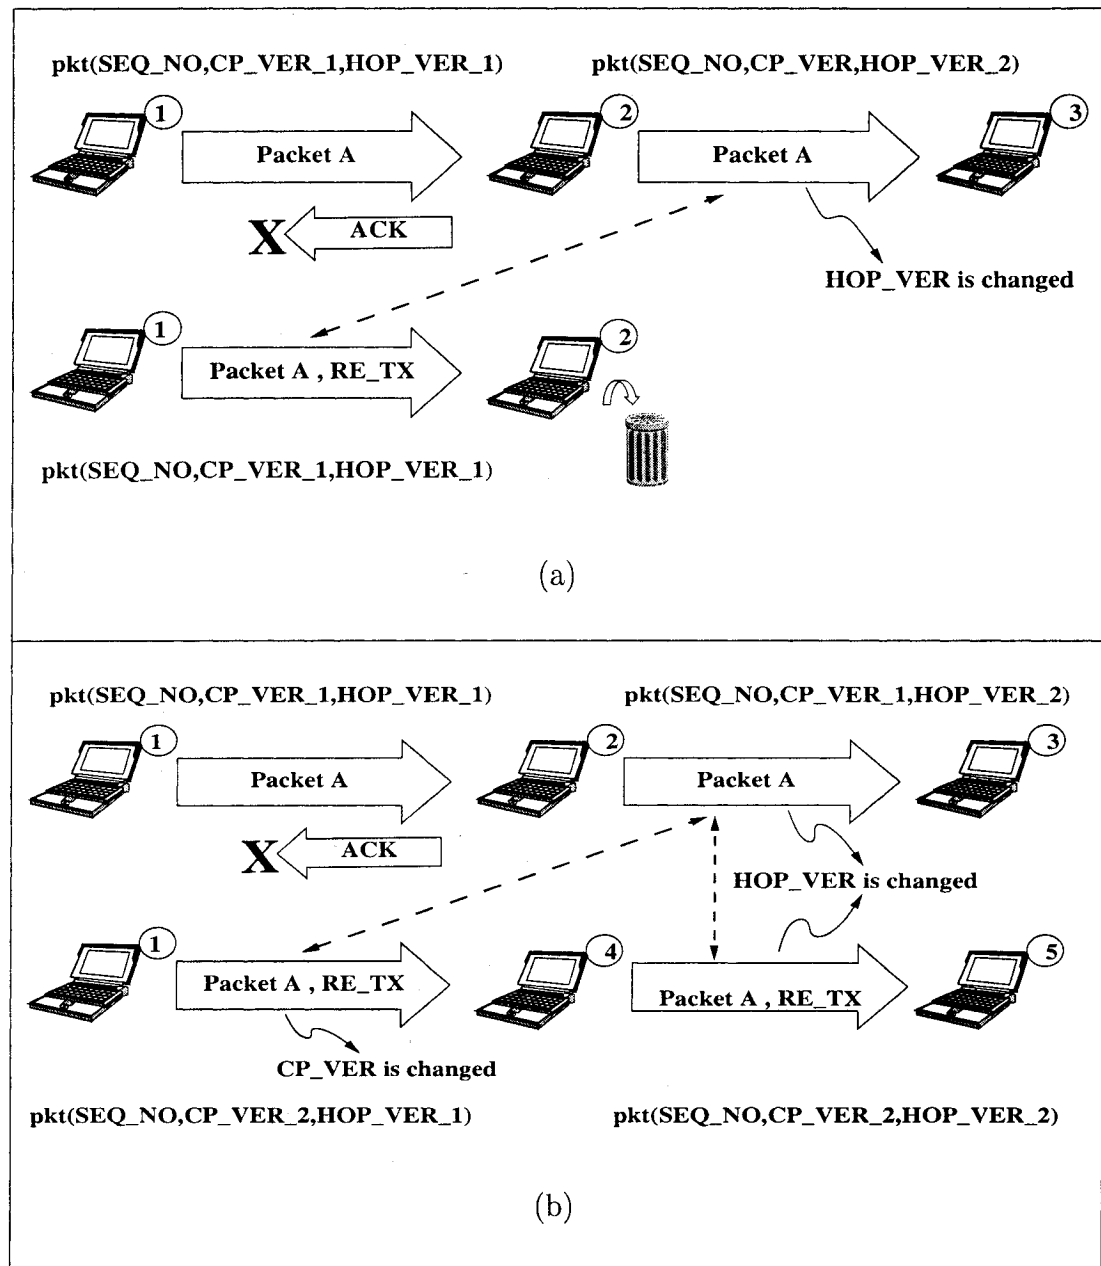 pkt(SEQ_NO,CP_VER_1,HOP_VER_1)
pkt(SEQ_NO,CP_VER,HOP_VER_2)
1
2
3
Packet A
Packet A
X
ACK
HOP_VER is changed
1
2
Packet A , RE_TX
pkt(SEQ_NO,CP_VER_1,HOP_VER_1)
(a)
pkt(SEQ_NO,CP_VER_1,HOP_VER_1)
pkt(SEQ_NO,CP_VER_1,HOP_VER_2)
1
2
3
Packet A
Packet A
X
ACK
HOP_VER is changed
1
4
5
Packet A , RE_TX
Packet A , RE_TX
CP_VER is changed
pkt(SEQ_NO,CP_VER_2,HOP_VER_1)
pkt(SEQ_NO,CP_VER_2,HOP_VER_2)
(b)